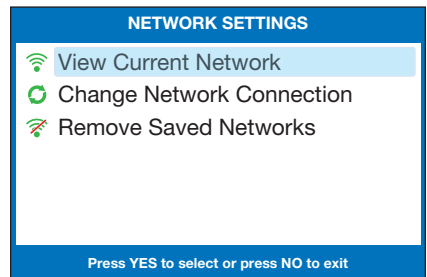 NETWORK SETTINGS
View Current Network
Change Network Connection
Remove Saved Networks
Press YES to select or press NO to exit